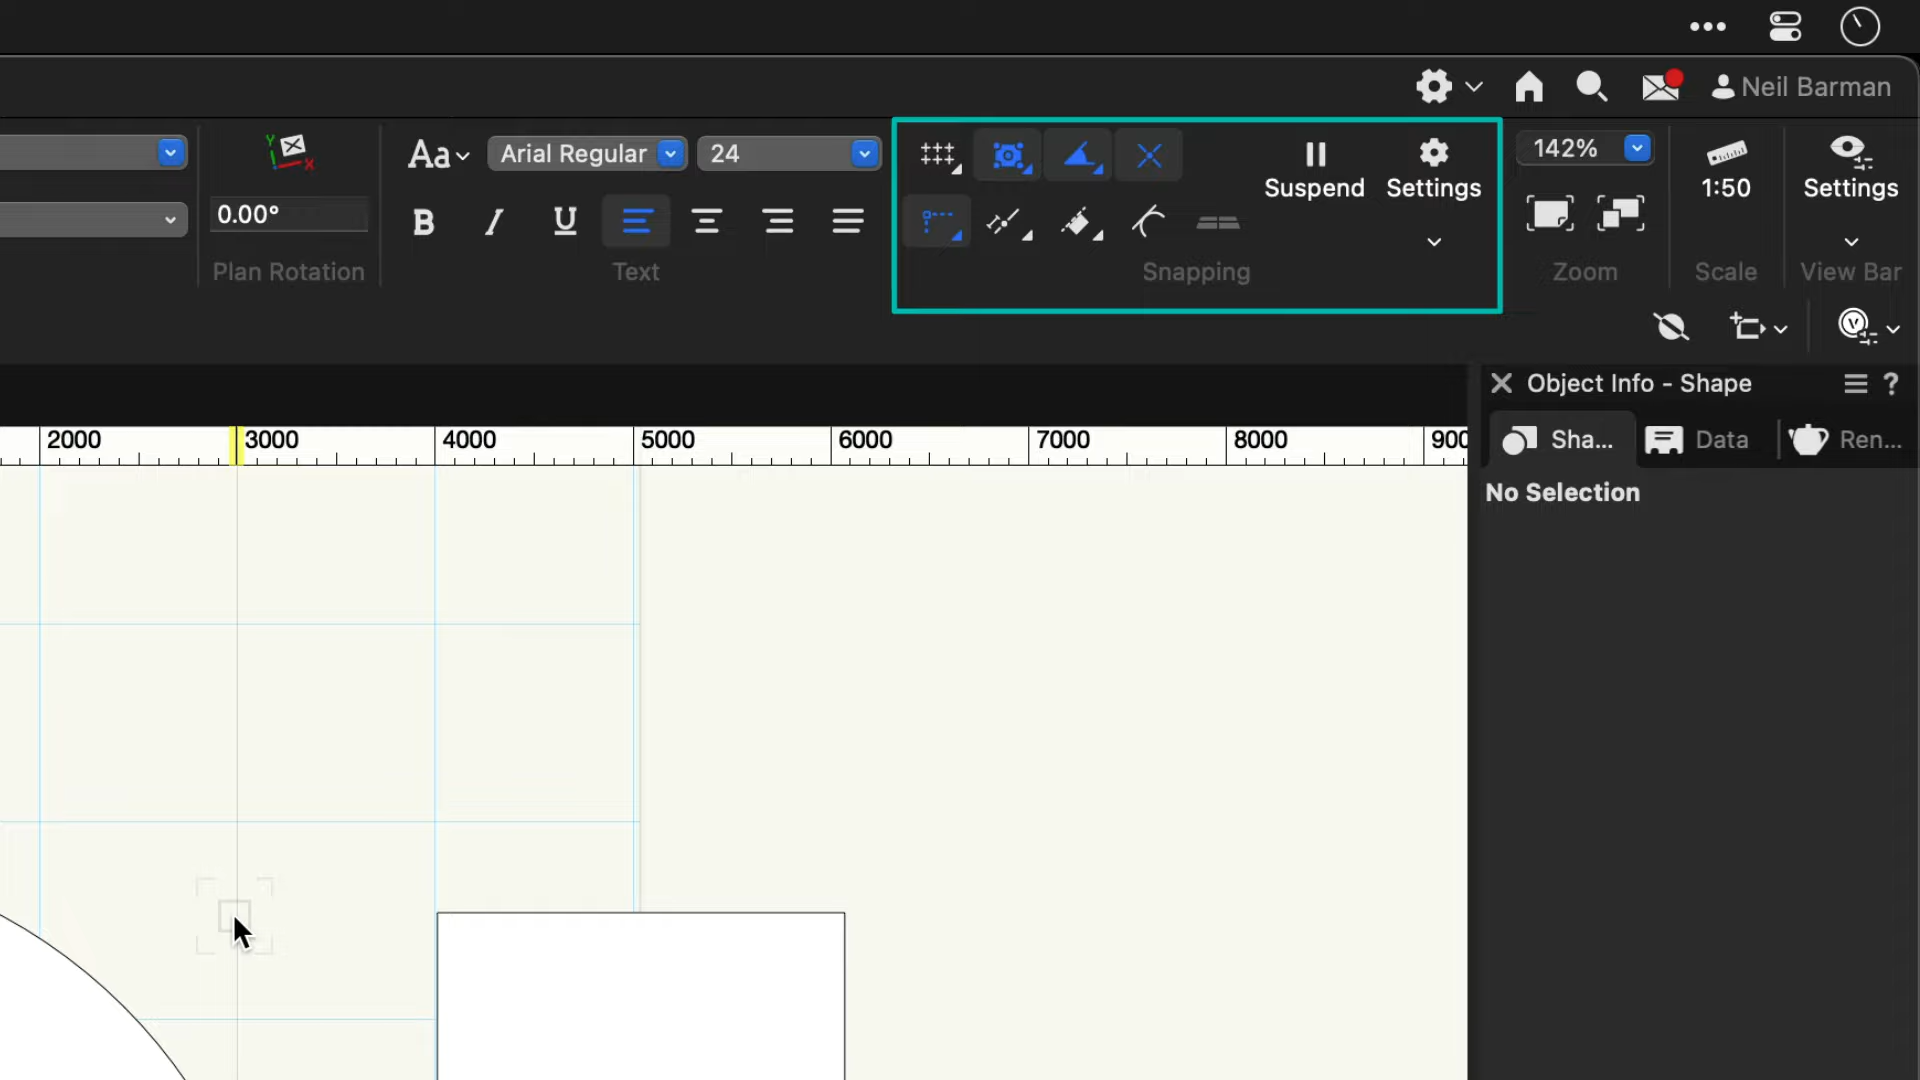 Neil Barman
Aa Arial Regular 24
Suspend Settings
142%
1:50
Settings
0.00°
B I U
Plan Rotation
Text
Snapping
Zoom
Scale
View Bar
Object Info - Shape ?
Sha... Data Ren...
No Selection
2000 3000 4000 5000 6000 7000 8000 900